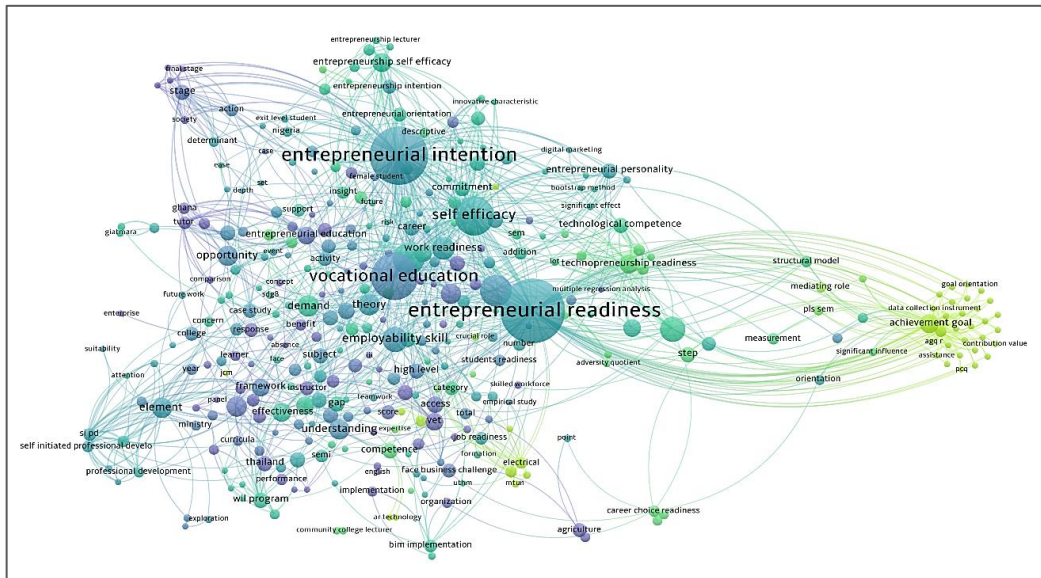 entrepreneurship lecturer
entrepreneurship self efficacy
final stage
stage
entrepreneurship intention
innovative characteristic
action
society
exit level student
entrepreneurial orientation
nigeria
descriptive
determinant
case
digital marketing
entrepreneurial intention
ease
female student
entrepreneurial personality
depth
set
insight
commitment
bootstrap method
future
significant effect
ghana
support
self efficacy
tutor
risk
career
technological competence
giatmara
entrepreneurial education
sem
event
work readiness
addition
structural model
opportunity
activity
iot
technopreneurship readiness
comparison
concept
vocational education
mediating role
goal orientation
future work
sdg8
multiple regression analysis
demand
theory
entrepreneurial readiness
data collection instrument
enterprise
concern
case study
pls sem
achievement goal
benefit
crucial role
number
college
response
employability skill
step
measurement
agq r
contribution value
absence
students readiness
adversity quotient
significant influence
assistance
suitability
learner
face
subject
iii
year
high level
pcq
attention
jcm
framework
instructor
category
skilled workforce
orientation
teamwork
access
empirical study
element
panel
effectiveness
gap
score
total
ministry
expertise
vet
understanding
job readiness
point
si pd
curricula
self initiated professional develo
formation
thailand
semi
competence
electrical
professional development
performance
english
face business challenge
uthm
mtun
wil program
implementation
organization
career choice readiness
exploration
ar technology
community college lecturer
agriculture
bim implementation